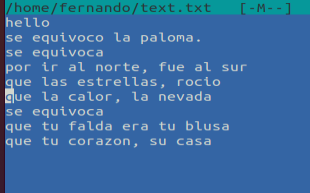 /home/fernando/text.txt [-M--]
hello
se equivoco la paloma.
se equivoca
por ir al norte, fue al sur
que las estrellas, rocio
que la calor, la nevada
se equivoca
que tu falda era tu blusa
que tu corazon, su casa